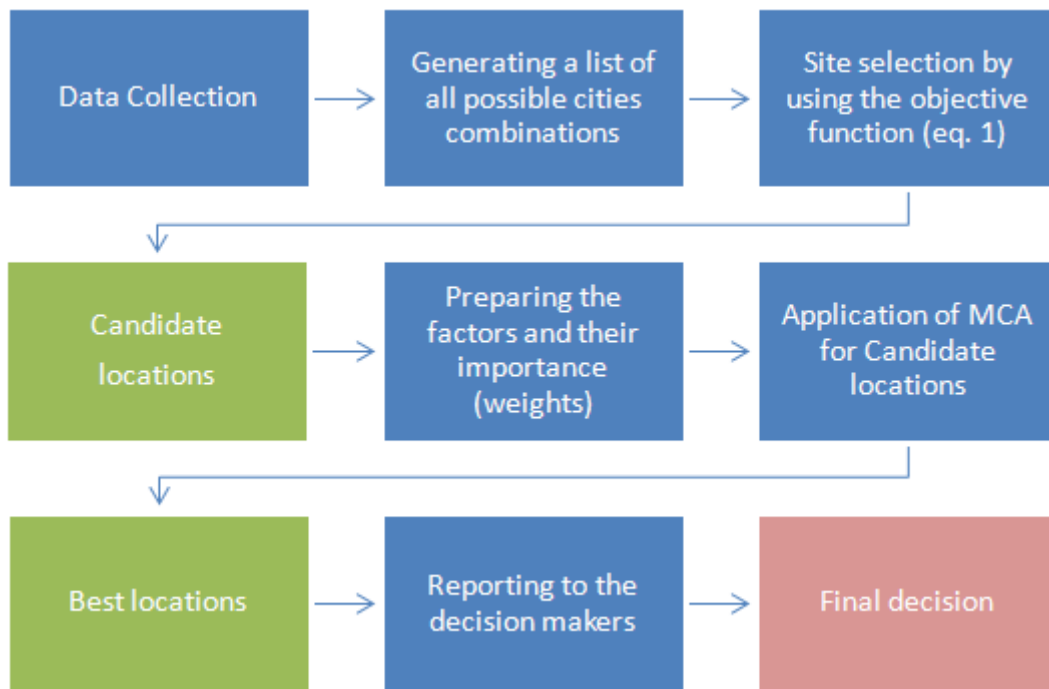 Data Collection
Generating a list of
all possible cities
combinations
Site selection by
using the objective
function (eq. 1)
Candidate
locations
Preparing the
factors and their
importance
(weights)
Application of MCA
for Candidate
locations
Best locations
Reporting to the
decision makers
Final decision